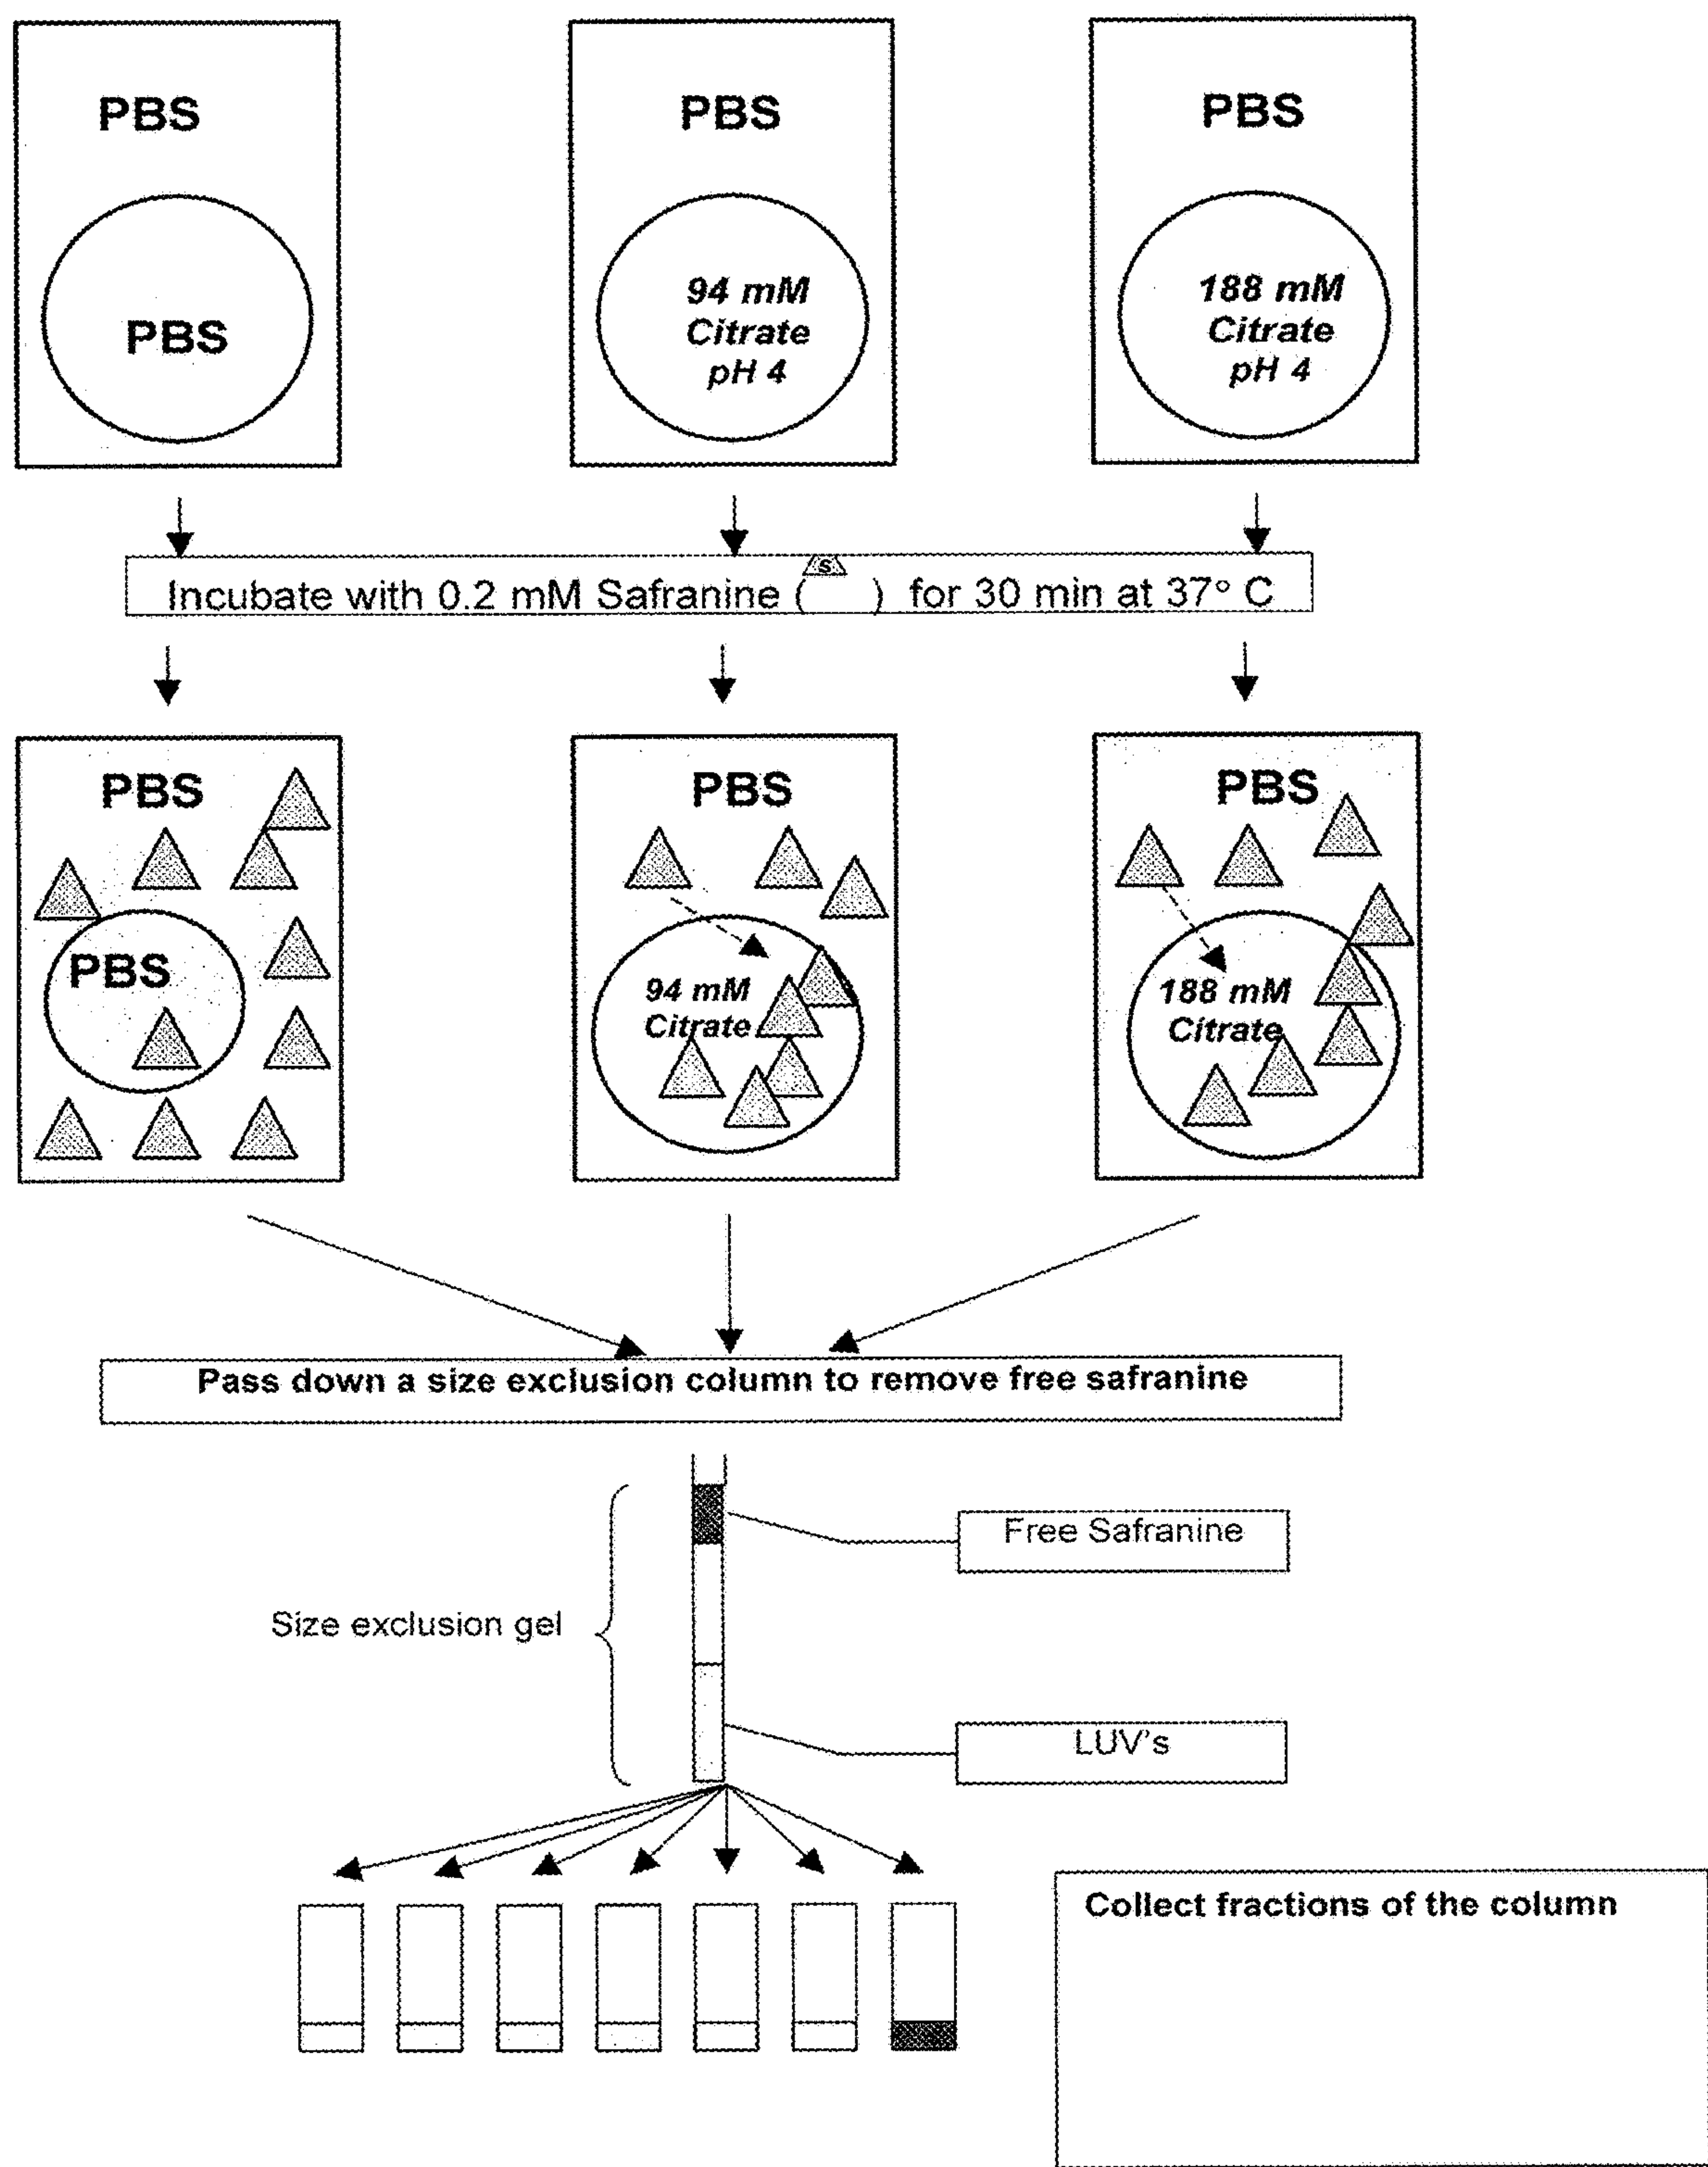 PBS
PBS
PBS
PBS
94 mM
Citrate
pH 4
188 mM
Citrate
pH 4
S
Incubate with 0.2 mM Safranine ( ) for 30 min at 37° C
PBS
PBS
PBS
PBS
94 mM
Citrate
188 mM
Citrate
Pass down a size exclusion column to remove free safranine
Free Safranine
Size exclusion gel
LUV's
Collect fractions of the column